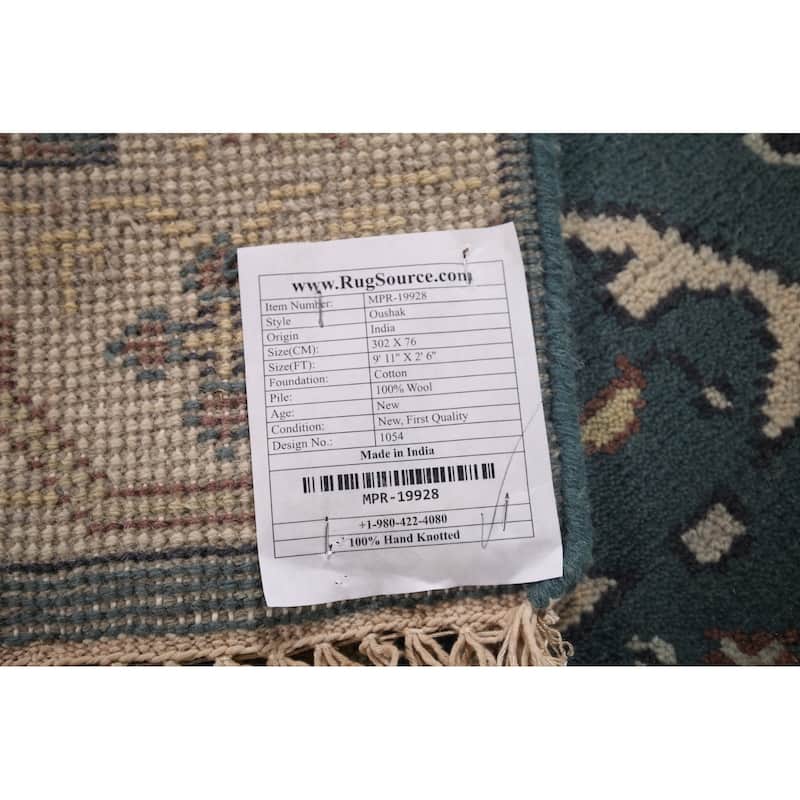 www.RugSource.com
Item Number: MPR-19928
Style Oushak
Origin India
Size(CM): 302 X 76
Size(FT): 9' 11" X 2' 6"
Foundation: Cotton
Pile: 100% Wool
Age: New
Condition: New, First Quality
Design No.: 1054
Made in India
MPR-19928
+1-980-422-4080
100% Hand Knotted